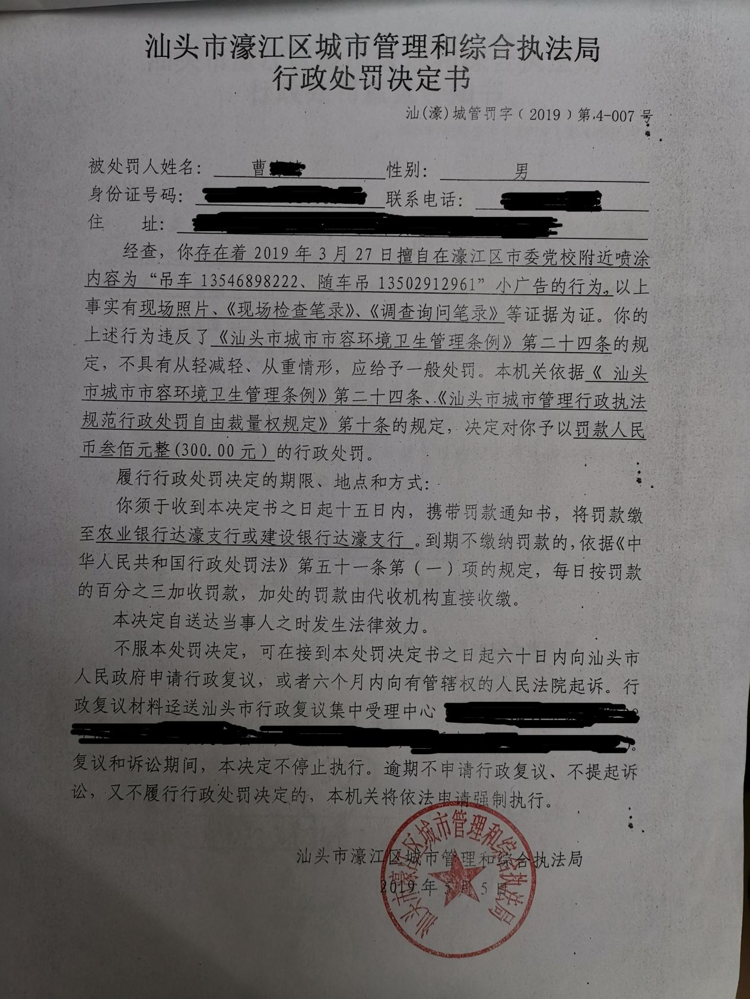 汕头市濠江区城市管理和综合执法局
行政处罚决定书
汕(濠)城管罚字﹙2019﹚第4-007号
被处罚人姓名： 曹 性别： 男
身份证号码： 联系电话：
住 址：
经查，你存在着 2019 年 3 月 27 日擅自在濠江区市委党校附近喷涂
内容为“吊车 13546898222、随车吊 13502912961”小广告的行为。以上
事实有现场照片、《现场检查笔录》、《调查询问笔录》等证据为证。你的
上述行为违反了《汕头市城市市容环境卫生管理条例》第二十四条的规
定，不具有从轻减轻、从重情形，应给予一般处罚。本机关依据《 汕头
市城市市容环境卫生管理条例》第二十四条、《汕头市城市管理行政执法
规范行政处罚自由裁量权规定》第十条的规定，决定对你予以罚款人民
币叁佰元整(300.00 元)的行政处罚。
履行行政处罚决定的期限、地点和方式：
你须于收到本决定书之日起十五日内，携带罚款通知书，将罚款缴
至农业银行达濠支行或建设银行达濠支行 。到期不缴纳罚款的，依据《中
华人民共和国行政处罚法》第五十一条第（一）项的规定，每日按罚款
的百分之三加收罚款，加处的罚款由代收机构直接收缴。
本决定自送达当事人之时发生法律效力。
不服本处罚决定，可在接到本处罚决定书之日起六十日内向汕头市
人民政府申请行政复议，或者六个月内向有管辖权的人民法院起诉。行
政复议材料迳送汕头市行政复议集中受理中心
复议和诉讼期间，本决定不停止执行。逾期不申请行政复议、不提起诉
讼，又不履行行政处罚决定的，本机关将依法申请强制执行。
汕头市濠江区城市管理和综合执法局
2019 年 5 月 5 日
汕头市濠江区城市管理和综合执法局